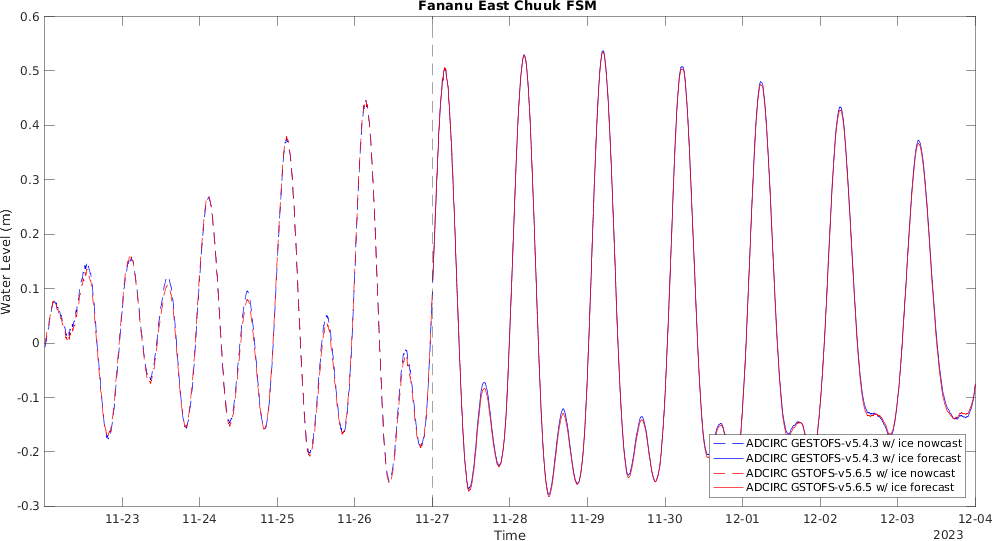 Fananu East Chuuk FSM
0.6
0.5
0.4
0.3
0.2
0.1
0
-0.1
-0.2
-0.3
Water Level (m)
ADCIRC GESTOFS-v5.4.3 w/ ice nowcast
ADCIRC GESTOFS-v5.4.3 w/ ice forecast
ADCIRC GSTOFS-v5.6.5 w/ ice nowcast
ADCIRC GSTOFS-v5.6.5 w/ ice forecast
11-23 11-24 11-25 11-26 11-27 11-28 11-29 11-30 12-01 12-02 12-03 12-04
Time
2023